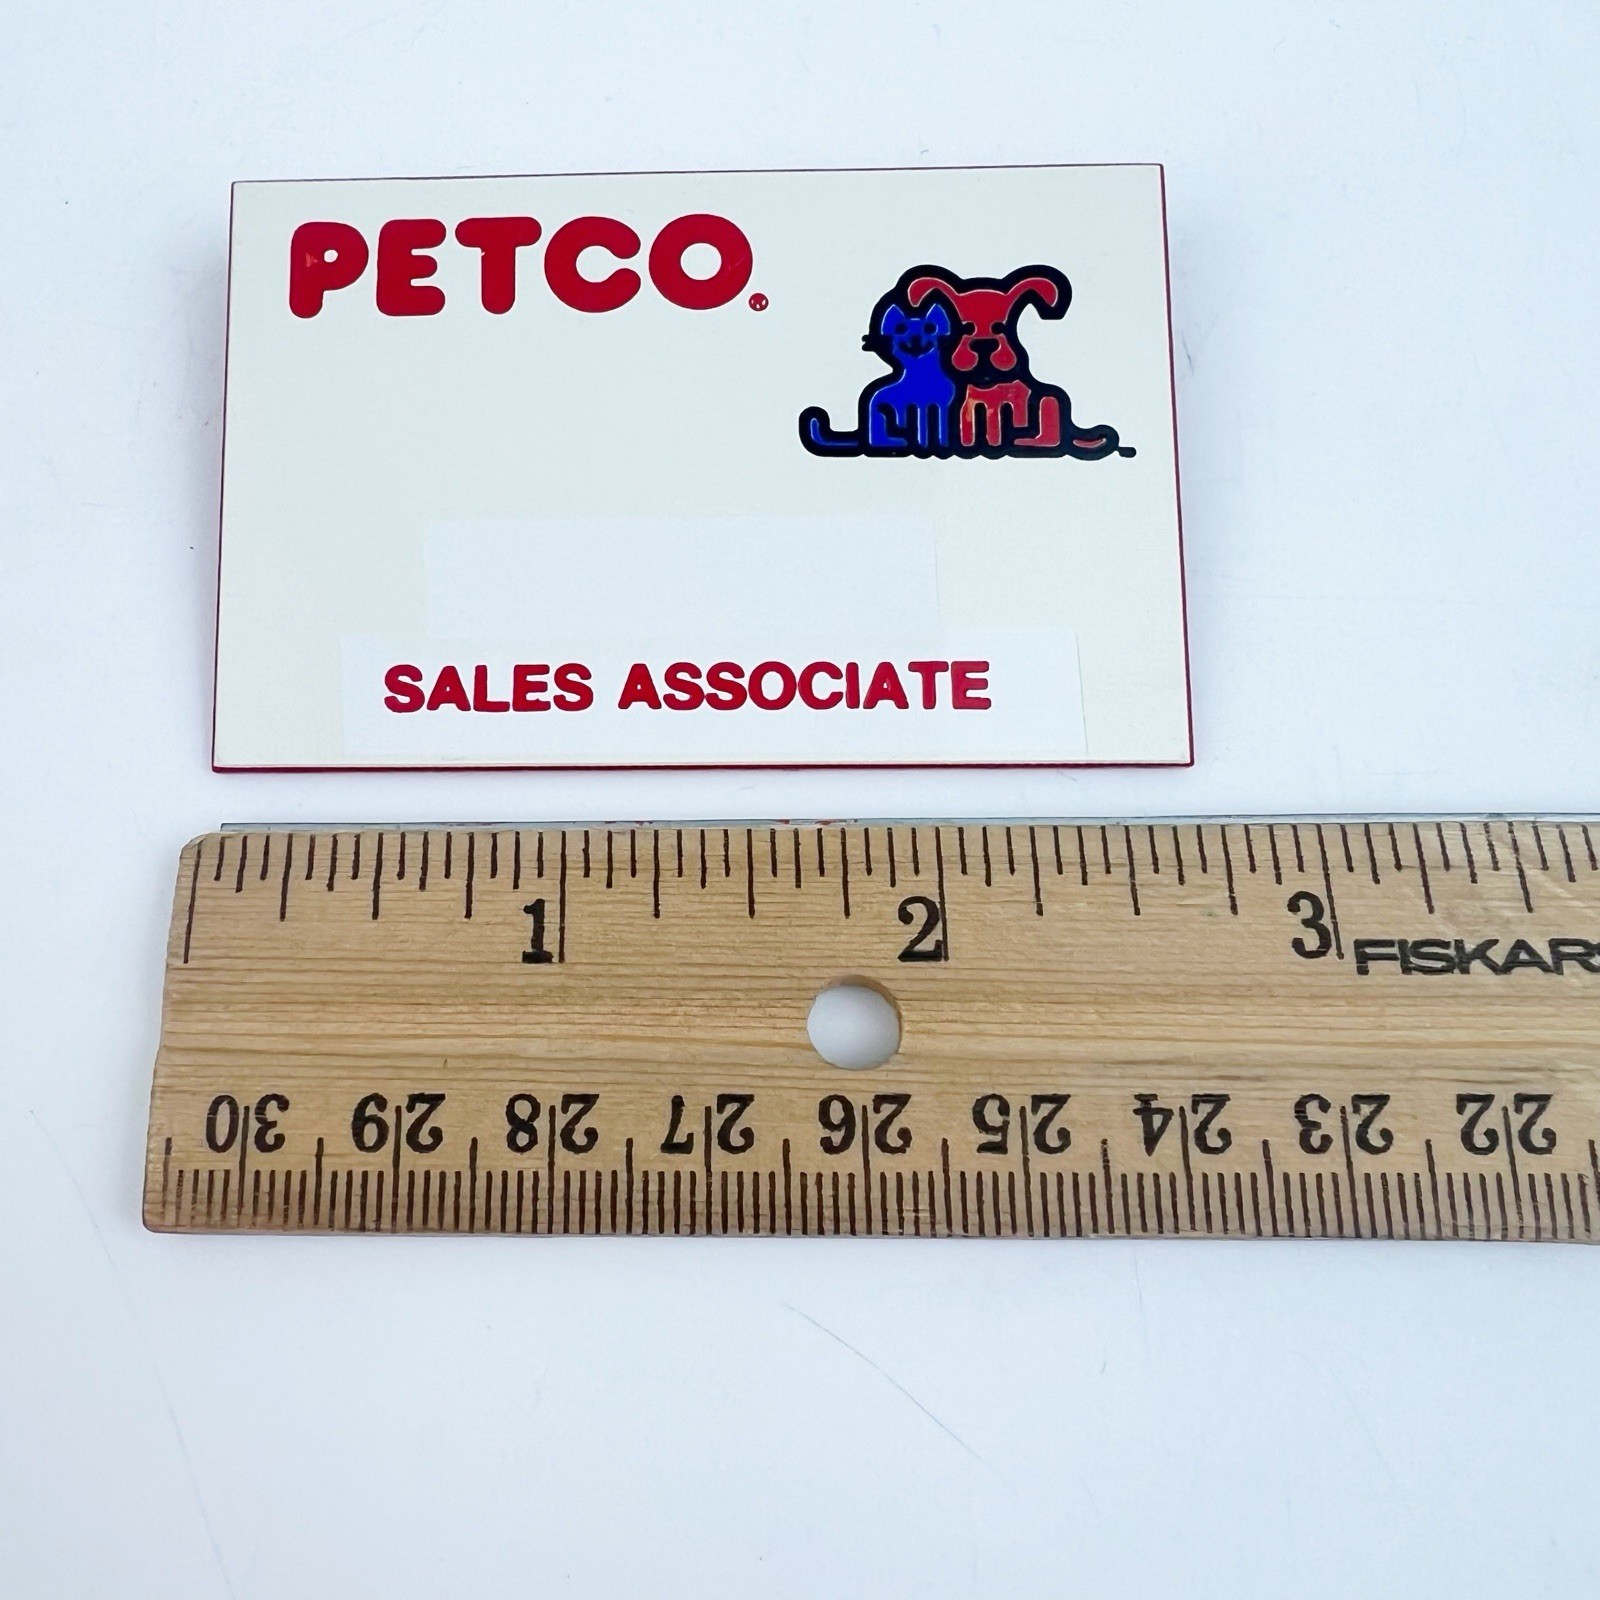 PETCO®
SALES ASSOCIATE
1 2 3
FISKARS
30 29 28 27 26 25 24 23 22